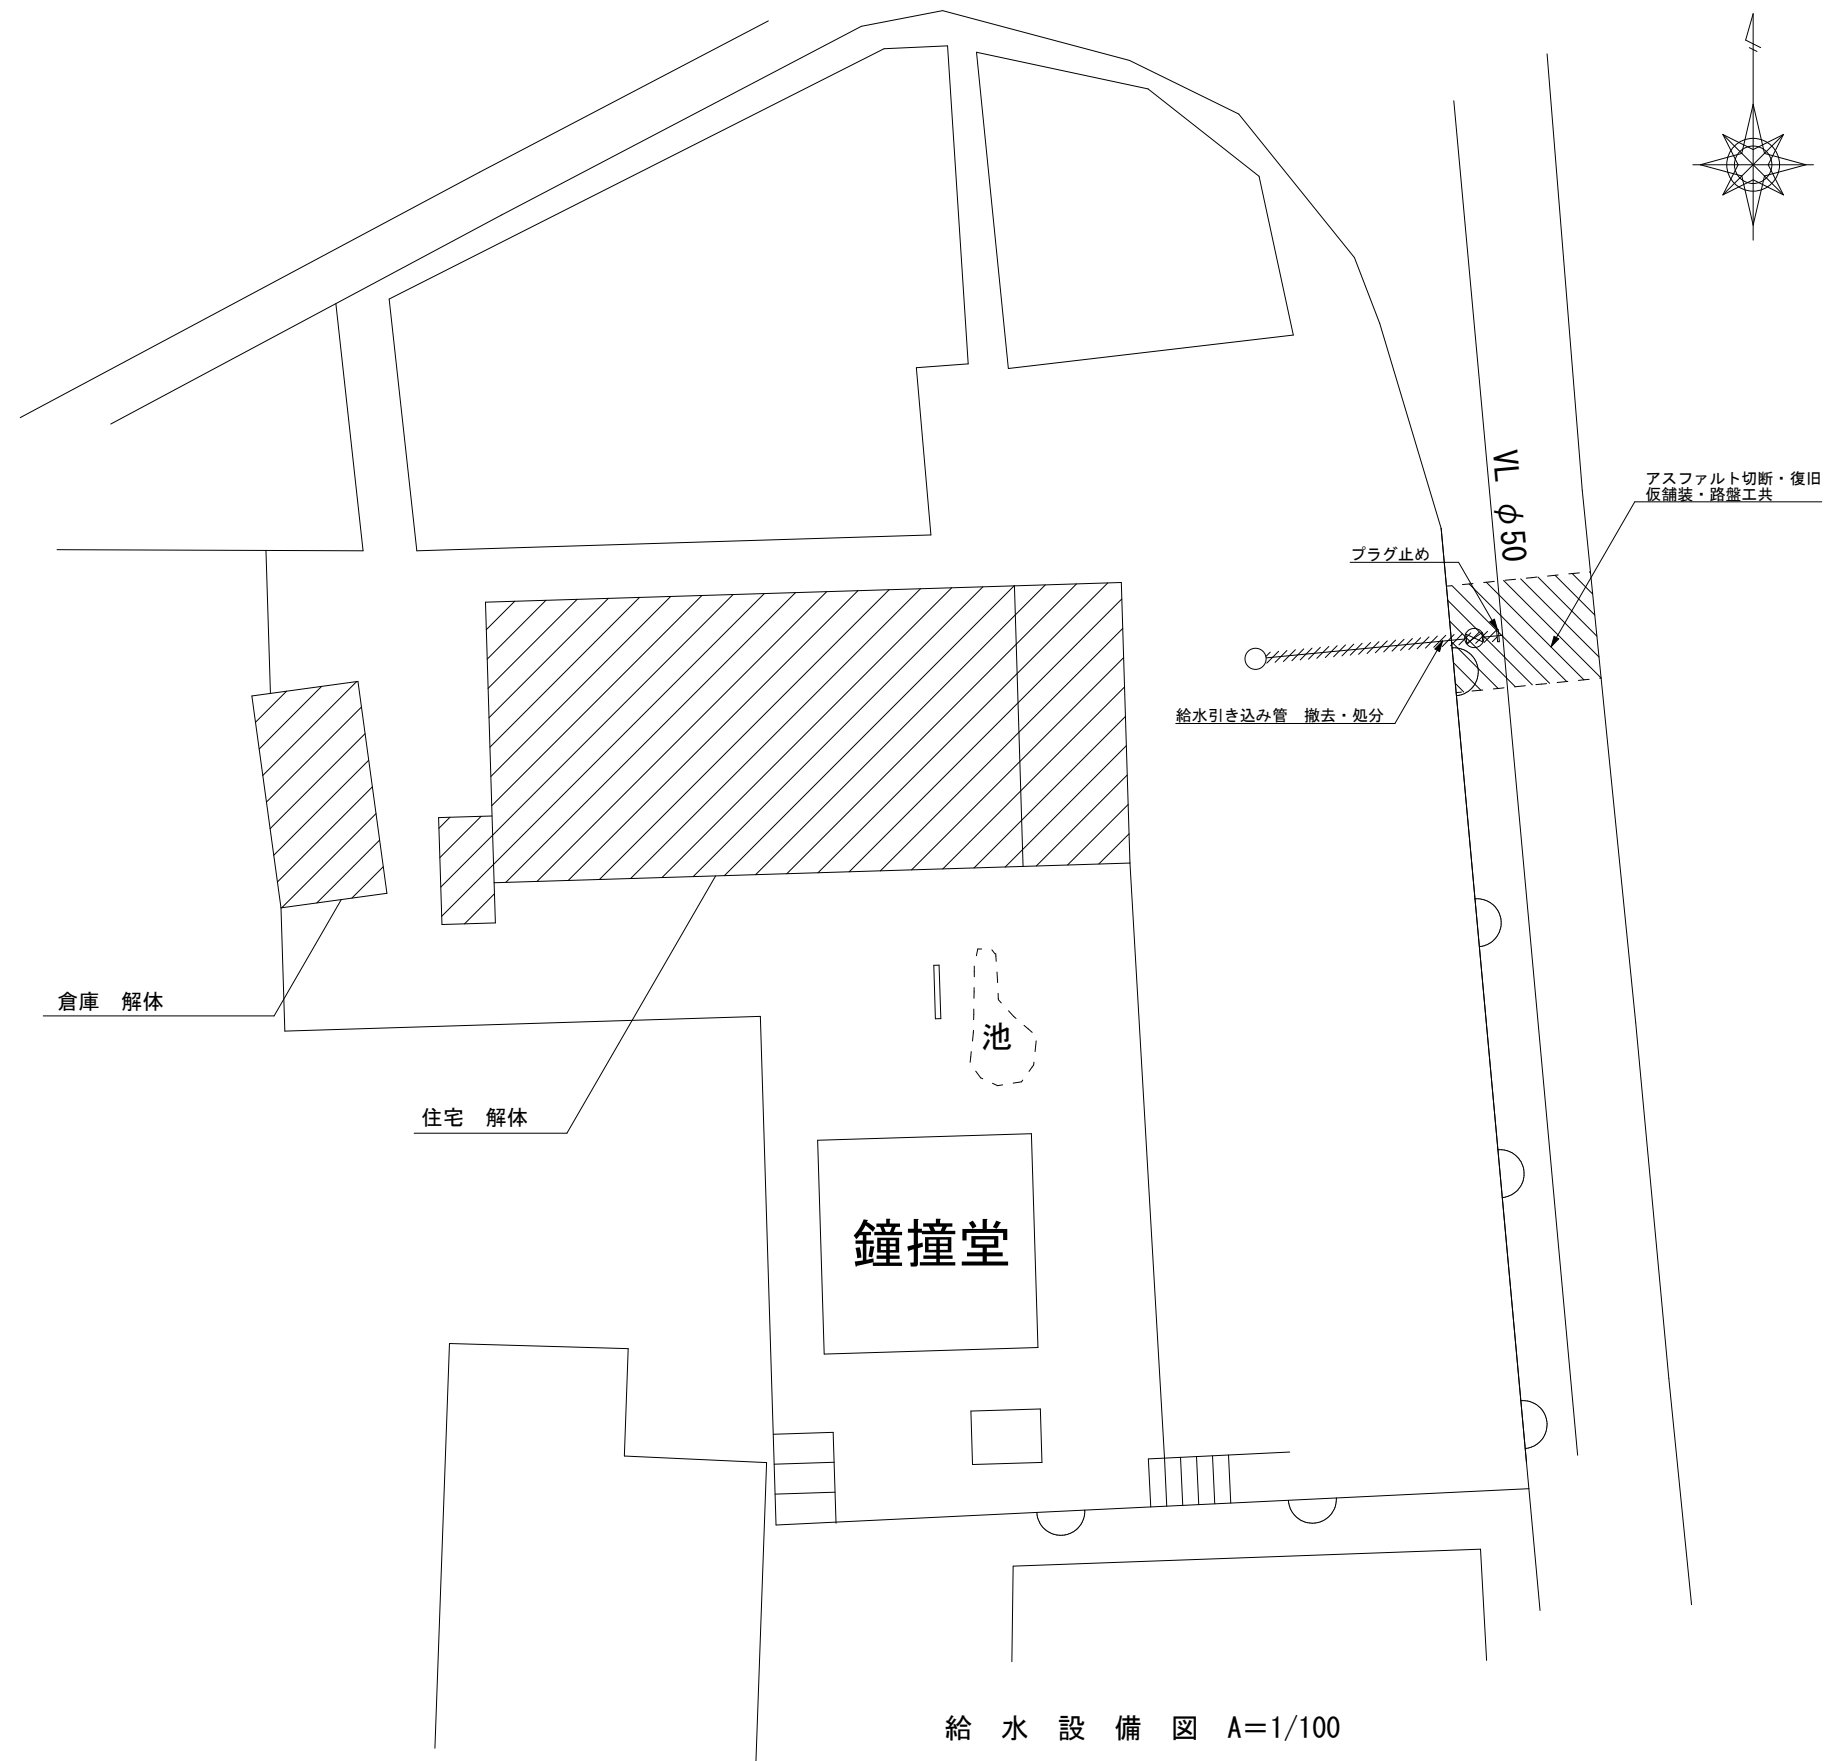 VL φ50
アスファルト切断・復旧
仮舗装・路盤工共
プラグ止め
給水引き込み管　撤去・処分
倉庫　解体
池
住宅　解体
鐘撞堂
給　水　設　備　図　A＝1/100